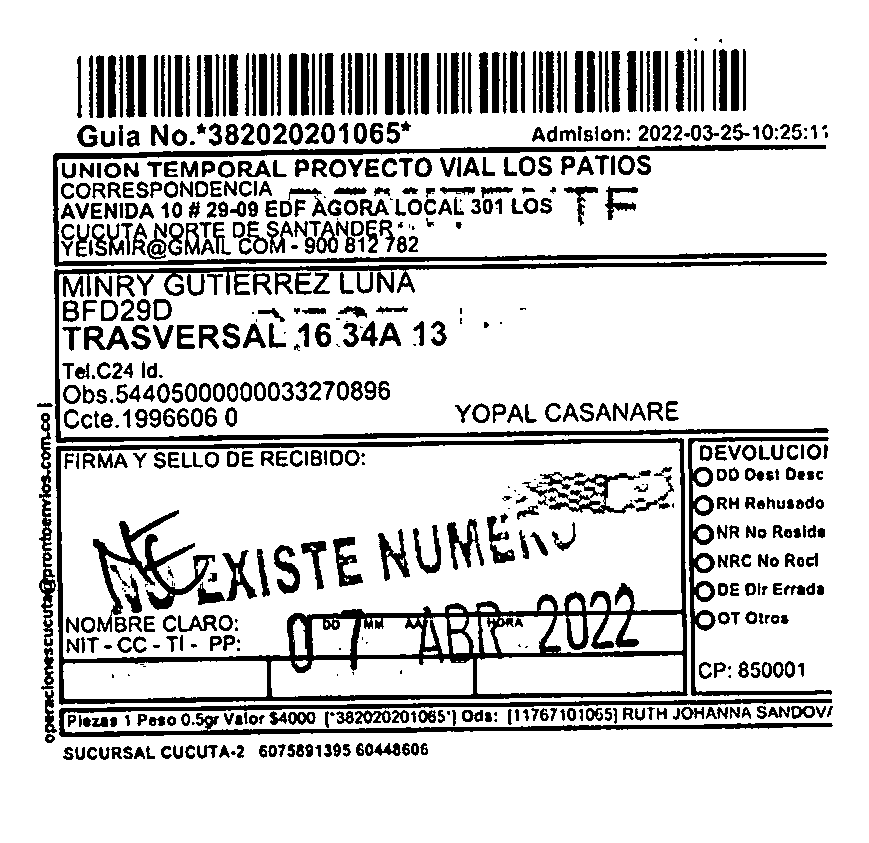 Guia No.*382020201065*
Admision: 2022-03-25-10:25:11
UNION TEMPORAL PROYECTO VIAL LOS PATIOS
CORRESPONDENCIA
AVENIDA 10 # 29-09 EDF AGORA LOCAL 301 LOS
CUCUTA NORTE DE SANTANDER
YEISMIR@GMAIL COM - 900 812 782
MINRY GUTIERREZ LUNA
BFD29D
TRASVERSAL 16 34A 13
Tel.C24 Id.
Obs.54405000000033270896
Ccte.1996606 0
YOPAL CASANARE
operacionescucuta@prontoenvios.com.co
FIRMA Y SELLO DE RECIBIDO:
NE
NO EXISTE NUMERO
NOMBRE CLARO:
NIT - CC - TI - PP:
DD MM AA HORA
07 ABR 2022
DEVOLUCION
DD Dest Desc
RH Rehusado
NR No Reside
NRC No Recl
DE Dir Errada
OT Otros
CP: 850001
Piezas 1 Peso 0.5gr Valor $4000 [*382020201065*] Ods: [11767101065] RUTH JOHANNA SANDOVA
SUCURSAL CUCUTA-2 6075891395 60448606